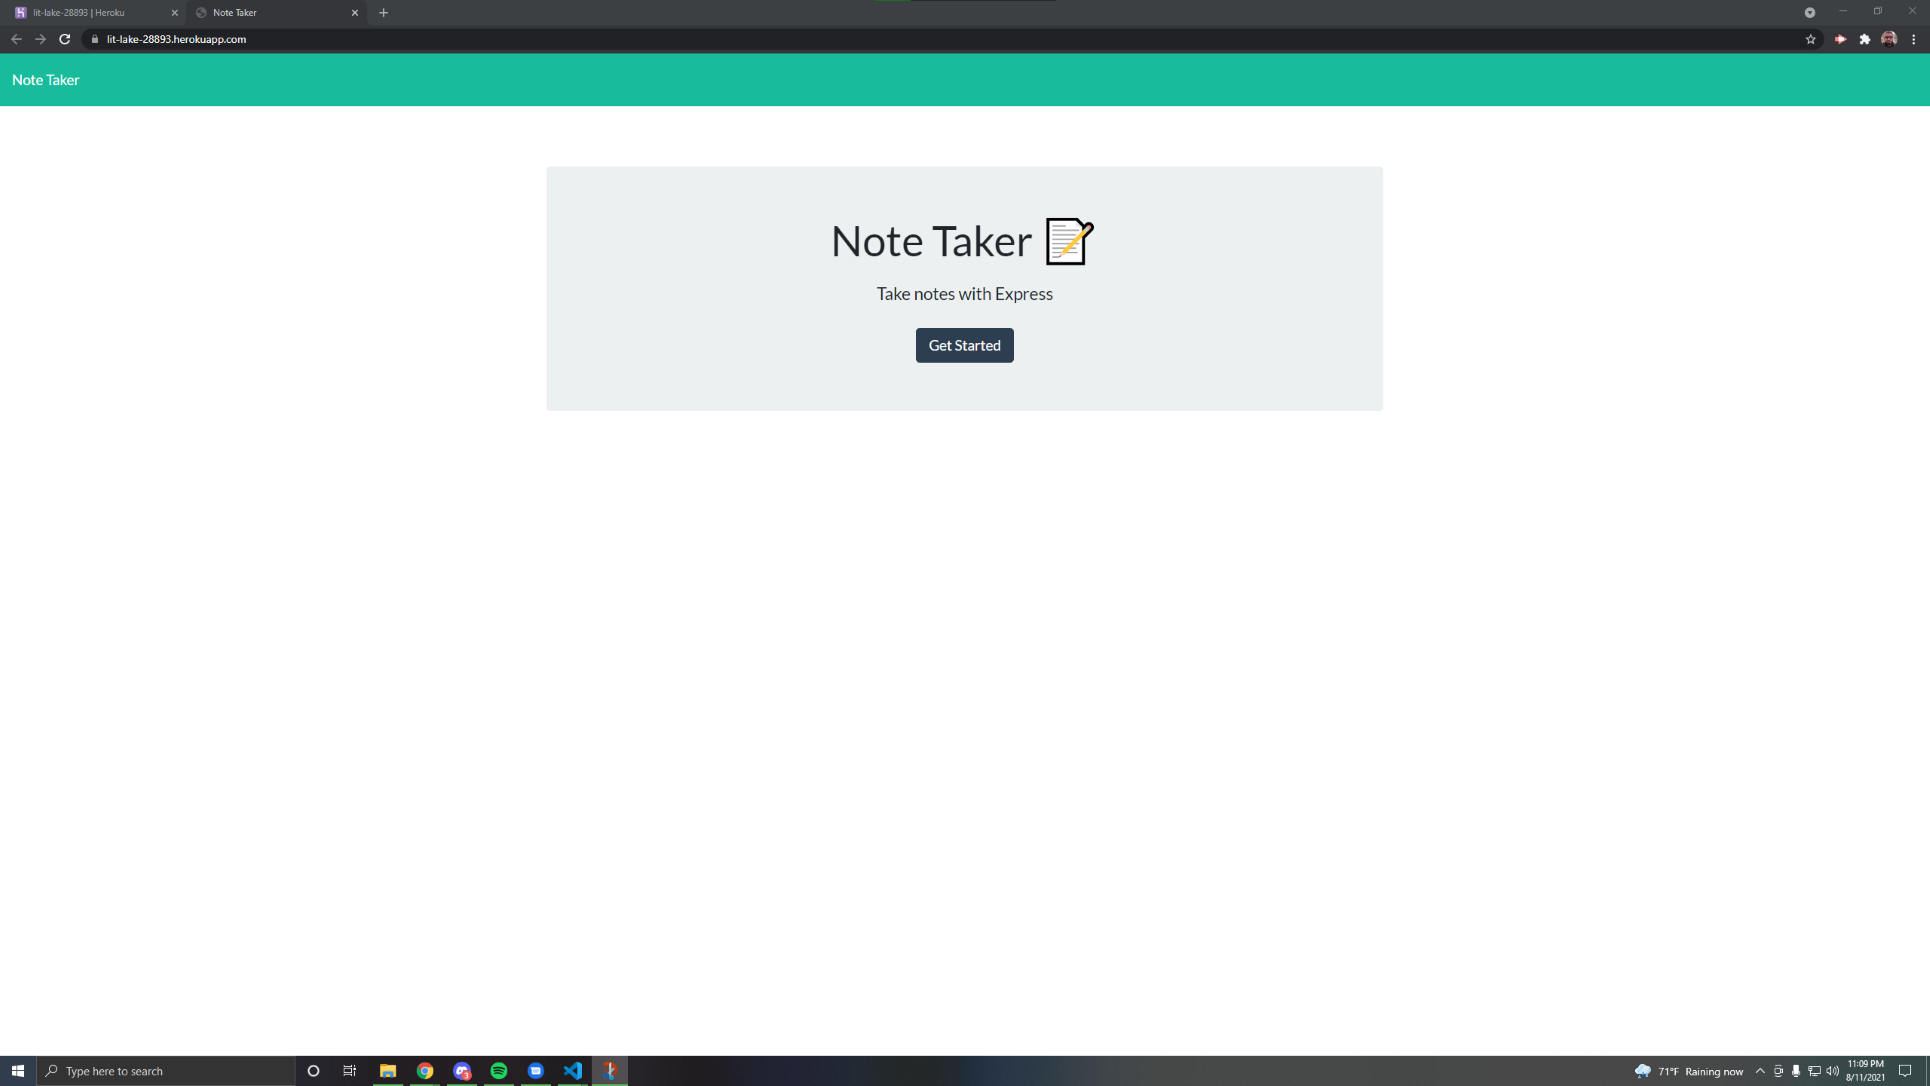 lit-lake-28893 | Heroku
Note Taker
lit-lake-28893.herokuapp.com
Note Taker
Note Taker
Take notes with Express
Get Started
Type here to search
3
71°F Raining now
11:09 PM
8/11/2021